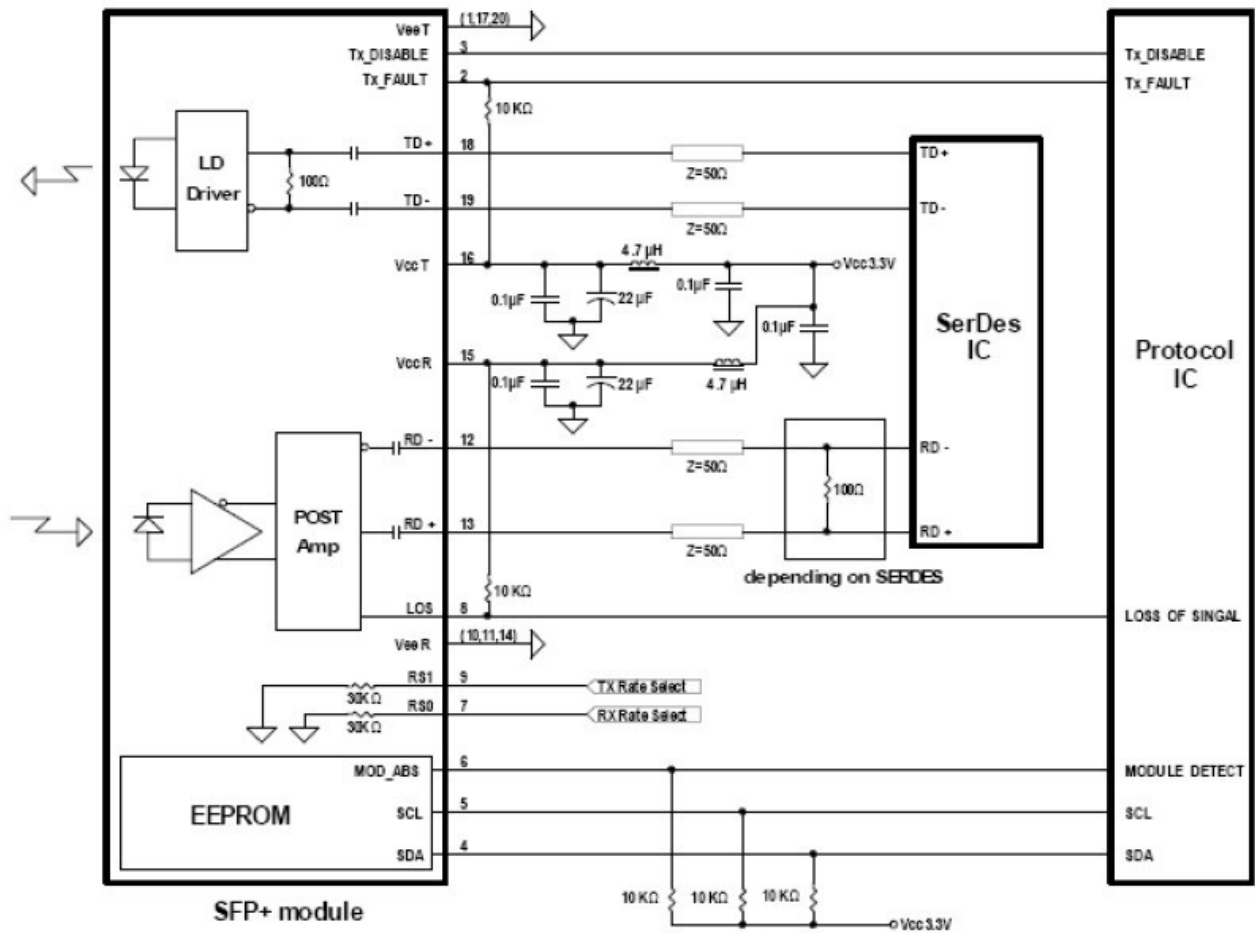 VeeT
(1,17,20)
Tx_DISABLE
3
Tx_DISABLE
Tx_FAULT
2
Tx_FAULT
10 KΩ
LD
Driver
100Ω
TD+
18
Z=50Ω
TD+
TD-
19
Z=50Ω
TD-
VccT
16
4.7 µH
Vcc3.3V
0.1µF
22 µF
0.1µF
0.1µF
SerDes
IC
Protocol
IC
VccR
15
0.1µF
22 µF
4.7 µH
RD -
12
Z=50Ω
RD -
100Ω
POST
Amp
RD +
13
Z=50Ω
RD +
depending on SERDES
10 KΩ
LOS
8
LOSS OF SINGAL
VeeR
(10,11,14)
RS1
9
TX Rate Select
30KΩ
RS0
7
RX Rate Select
30KΩ
MOD_ABS
6
MODULE DETECT
EEPROM
SCL
5
SCL
SDA
4
SDA
10 KΩ
10 KΩ
10 KΩ
Vcc3.3V
SFP+ module